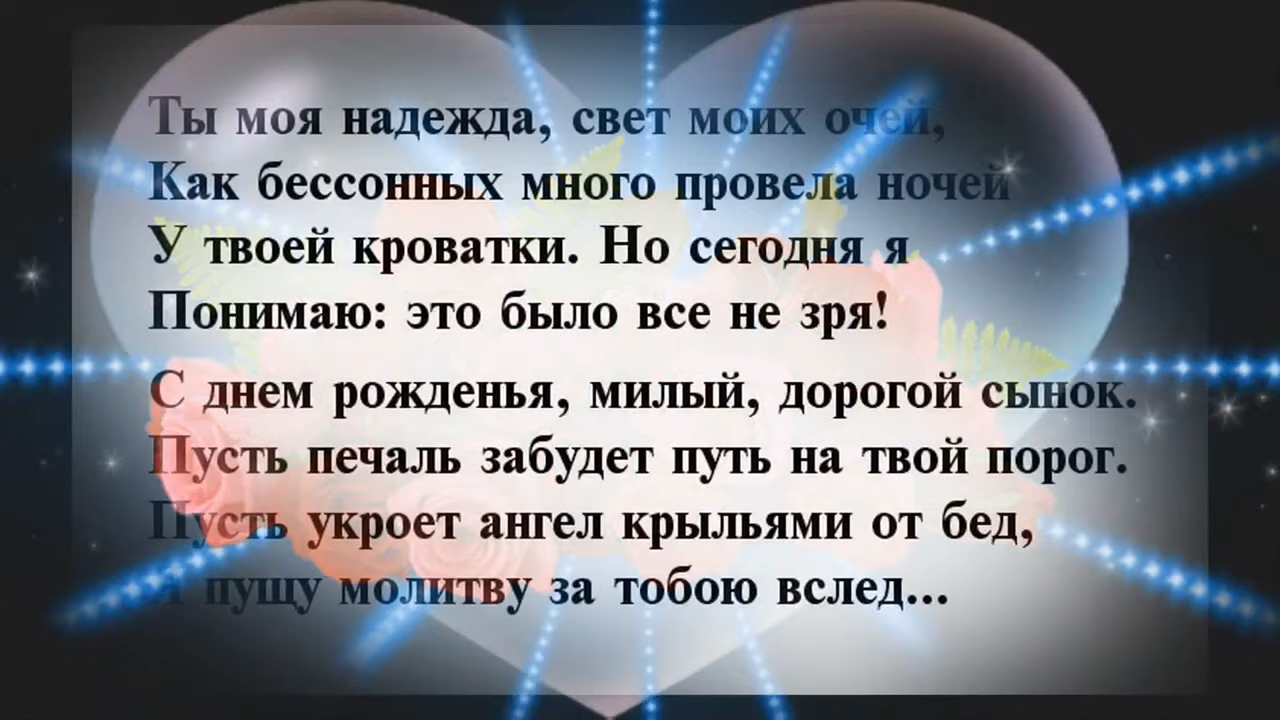 Ты моя надежда, свет моих очей,
Как бессонных много провела ночей
У твоей кроватки. Но сегодня я
Понимаю: это было все не зря!
С днем рожденья, милый, дорогой сынок.
Пусть печаль забудет путь на твой порог.
Пусть укроет ангел крыльями от бед,
Я пущу молитву за тобою вслед...